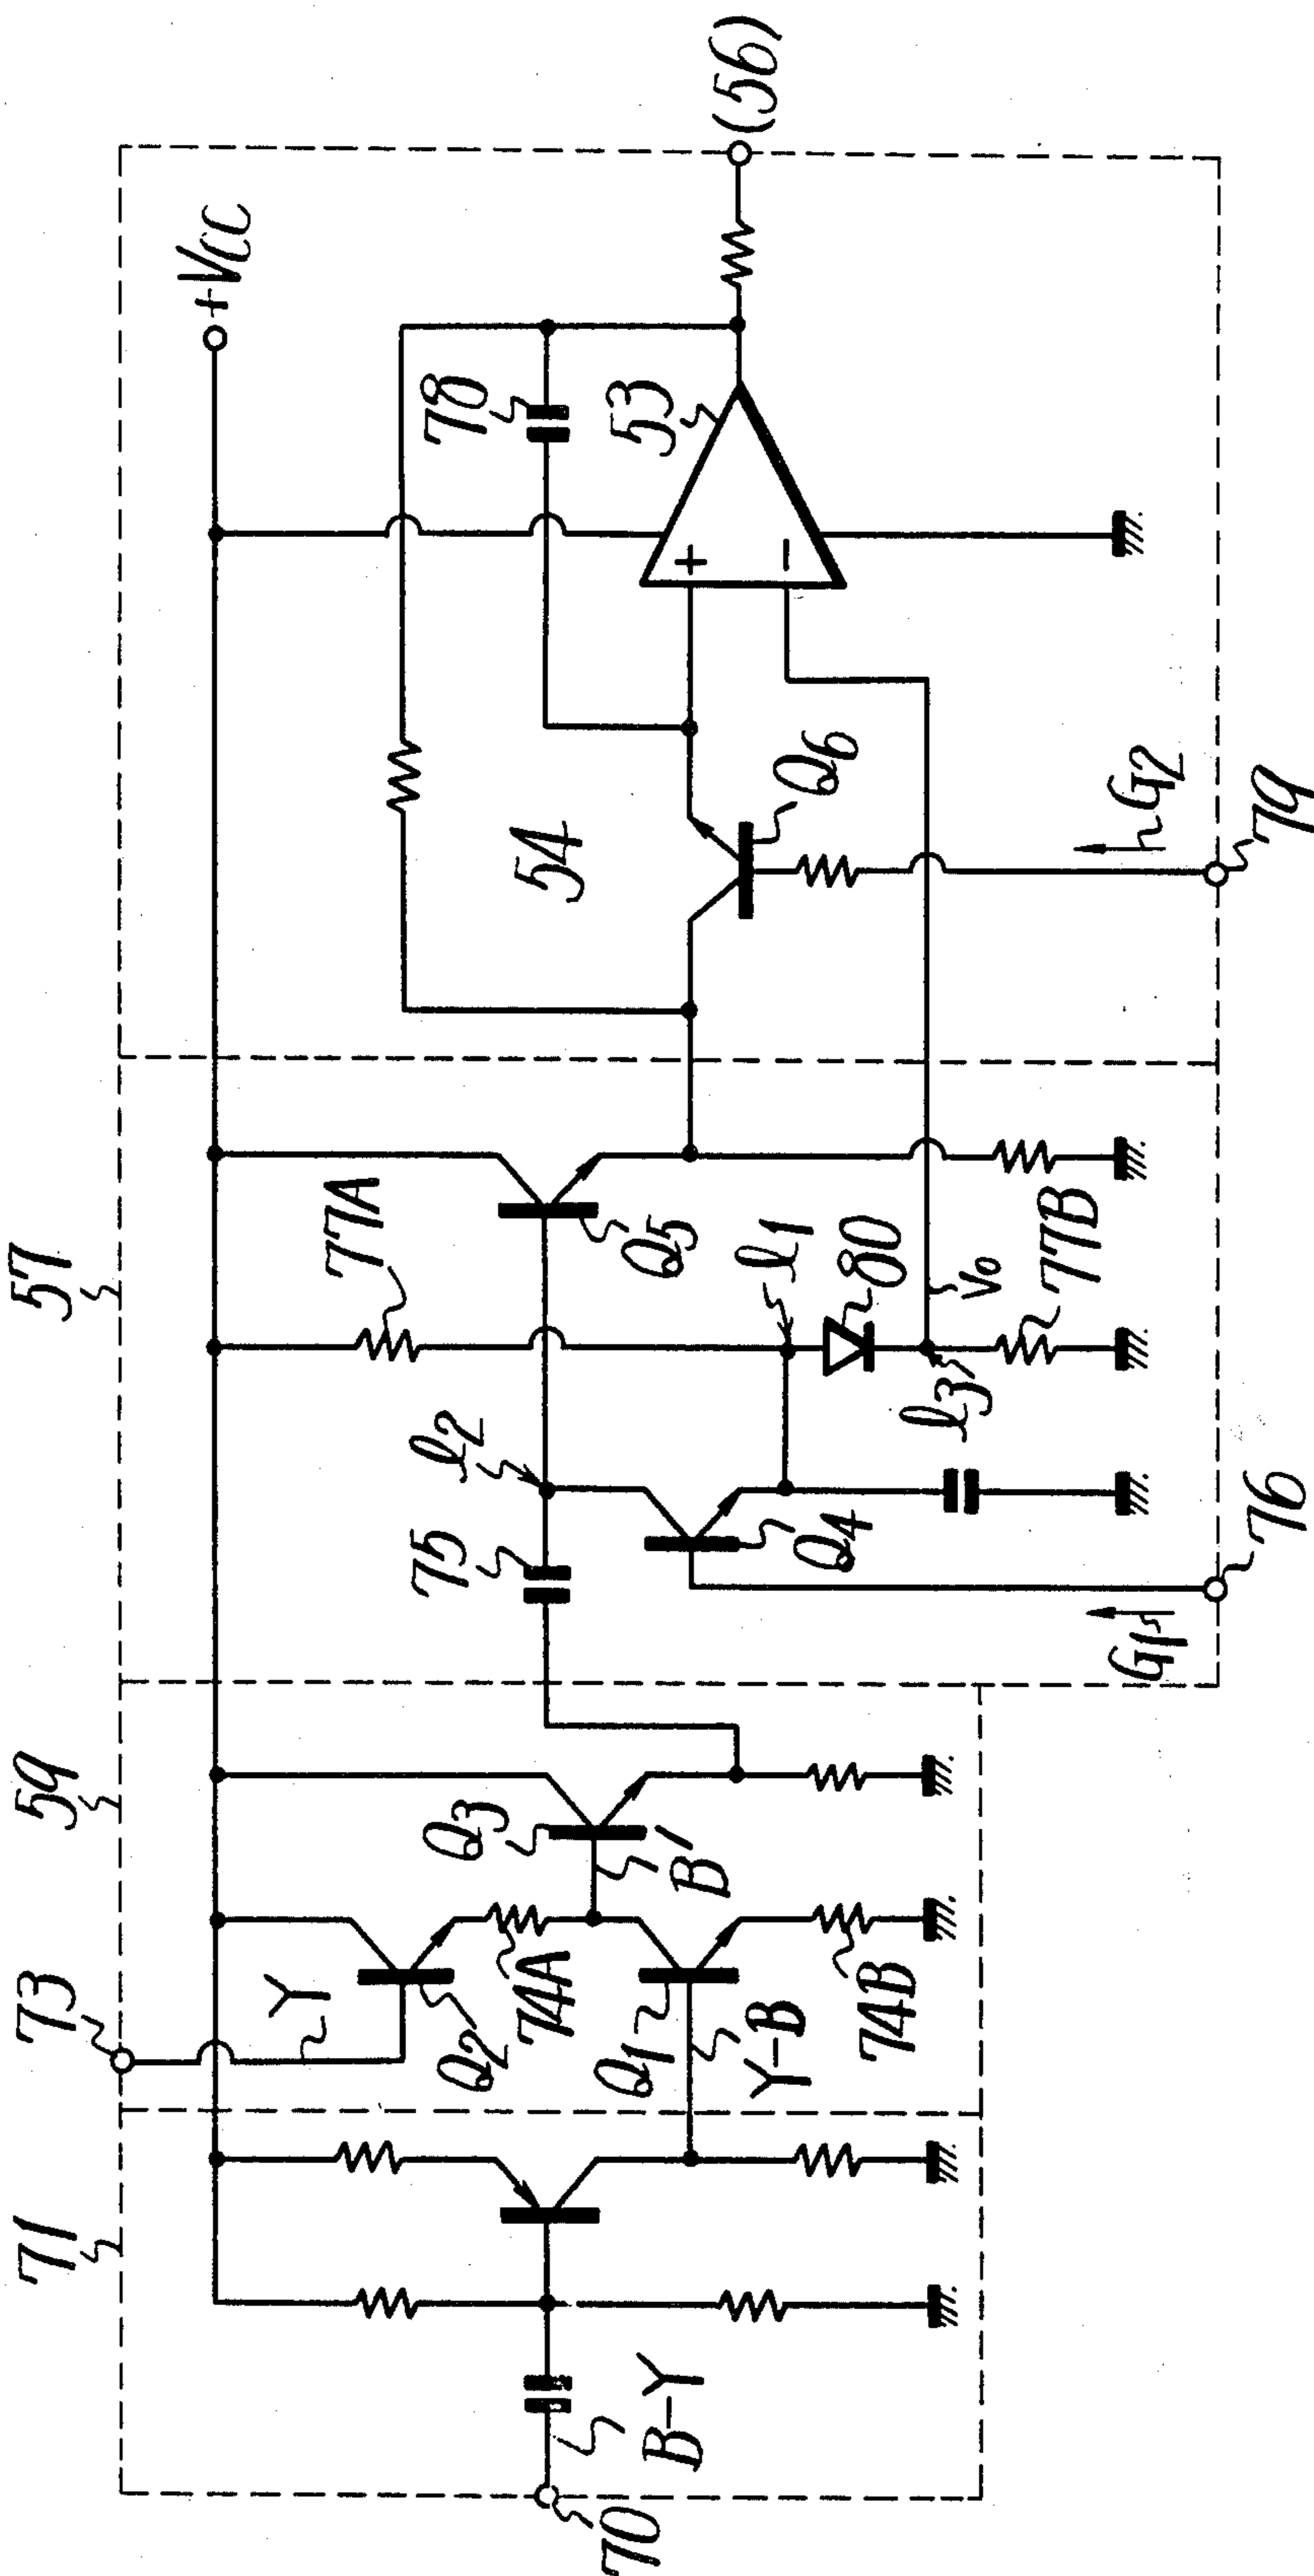 71
73
59
57
+Vcc
70
B-Y
Y
Q2
74A
Q1
Y-B
74B
Q3
B'
75
l2
77A
Q5
Q4
l1
80
l3
V0
77B
G1
76
54
Q6
78
53
+
-
G2
79
(56)